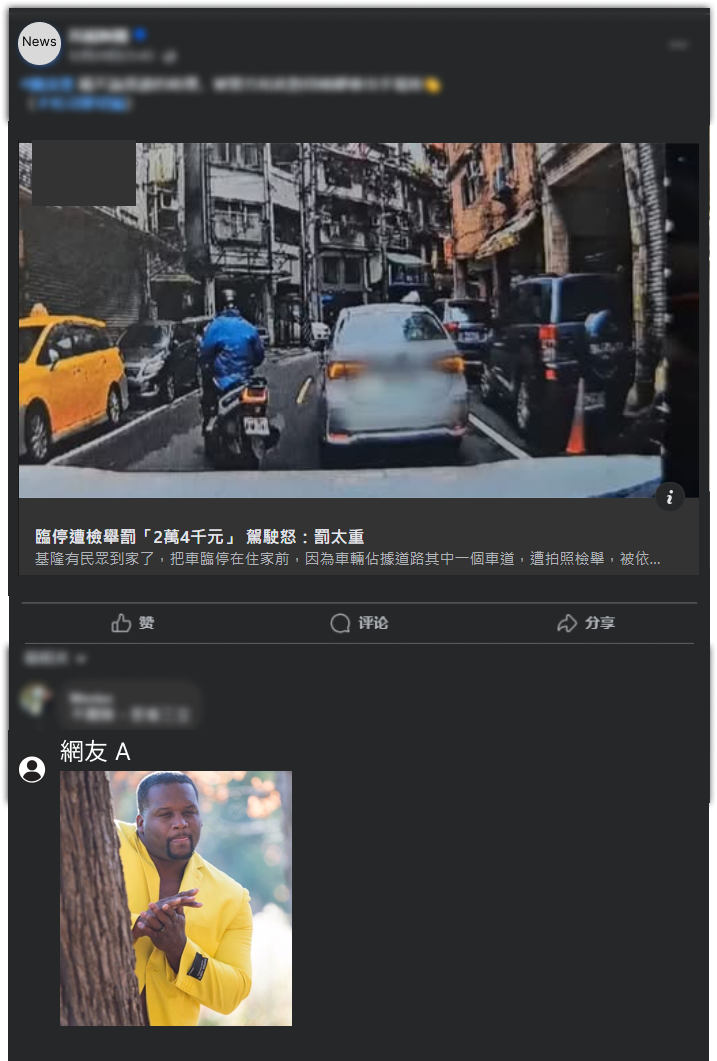 News
臨停遭檢舉罰「2萬4千元」 駕駛怒：罰太重
基隆有民眾到家了，把車臨停在住家前，因為車輛佔據道路其中一個車道，遭拍照檢舉，被依...
赞
评论
分享
網友 A